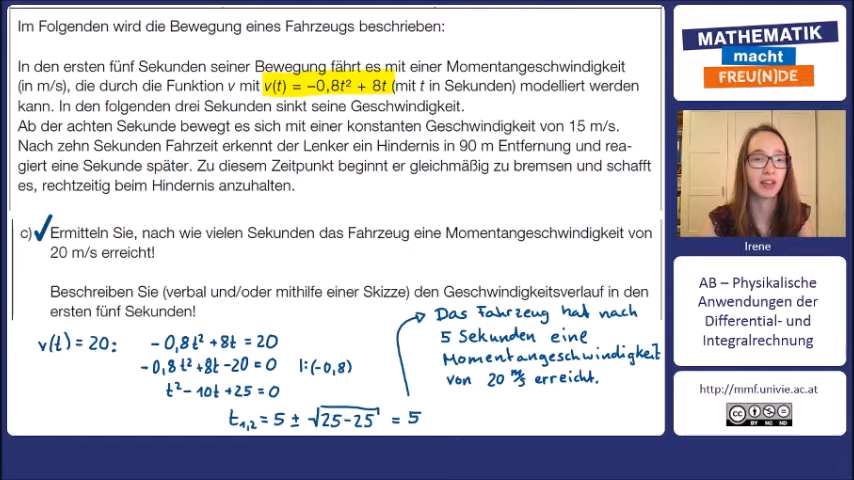 Im Folgenden wird die Bewegung eines Fahrzeugs beschrieben:
In den ersten fünf Sekunden seiner Bewegung fährt es mit einer Momentangeschwindigkeit
(in m/s), die durch die Funktion v mit v(t) = −0,8t² + 8t (mit t in Sekunden) modelliert werden
kann. In den folgenden drei Sekunden sinkt seine Geschwindigkeit.
Ab der achten Sekunde bewegt es sich mit einer konstanten Geschwindigkeit von 15 m/s.
Nach zehn Sekunden Fahrzeit erkennt der Lenker ein Hindernis in 90 m Entfernung und rea-
giert eine Sekunde später. Zu diesem Zeitpunkt beginnt er gleichmäßig zu bremsen und schafft
es, rechtzeitig beim Hindernis anzuhalten.
c) ✓ Ermitteln Sie, nach wie vielen Sekunden das Fahrzeug eine Momentangeschwindigkeit von
20 m/s erreicht!
Beschreiben Sie (verbal und/oder mithilfe einer Skizze) den Geschwindigkeitsverlauf in den
ersten fünf Sekunden!
v(t) = 20: −0,8t² + 8t = 20
−0,8t² + 8t − 20 = 0 |:(−0,8)
t² − 10t + 25 = 0
t₁,₂ = 5 ± √25−25 = 5
Das Fahrzeug hat nach
5 Sekunden eine
Momentangeschwindigkeit
von 20 m/s erreicht.
MATHEMATIK
macht
FREU(N)DE
Irene
AB – Physikalische
Anwendungen der
Differential- und
Integralrechnung
http://mmf.univie.ac.at
cc
BY NC ND